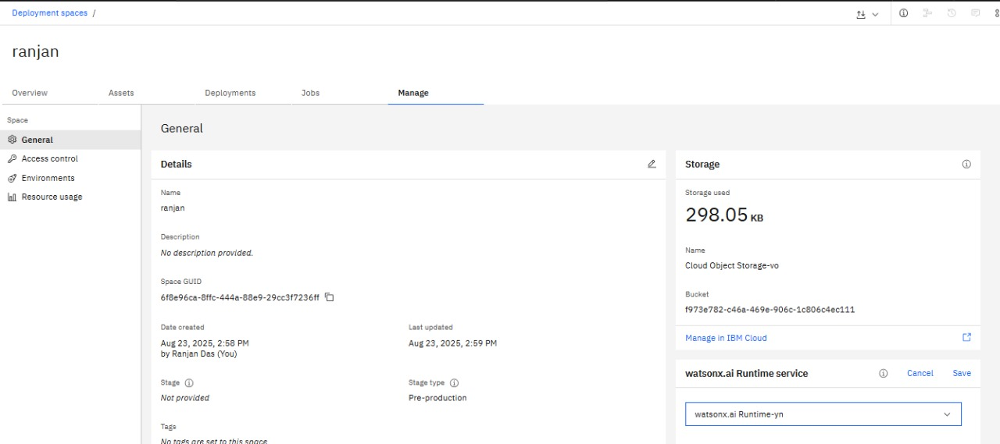 Deployment spaces /
ranjan
Overview
Assets
Deployments
Jobs
Manage
Space
General
Access control
Environments
Resource usage
General
Details
Name
ranjan
Description
No description provided.
Space GUID
6f8e96ca-8ffc-444a-88e9-29cc3f7236ff
Date created
Aug 23, 2025, 2:58 PM
by Ranjan Das (You)
Last updated
Aug 23, 2025, 2:59 PM
Stage
Not provided
Stage type
Pre-production
Tags
No tags are set to this space
Storage
Storage used
298.05 KB
Name
Cloud Object Storage-vo
Bucket
f973e782-c46a-469e-906c-1c806c4ec111
Manage in IBM Cloud
watsonx.ai Runtime service
Cancel
Save
watsonx.ai Runtime-yn